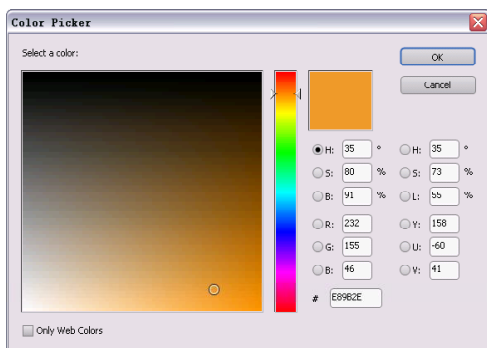 Color Picker
Select a color:
OK
Cancel
H: 35 ° H: 35 °
S: 80 % S: 73 %
B: 91 % L: 55 %
R: 232 Y: 158
G: 155 U: -60
B: 46 V: 41
# E89B2E
Only Web Colors